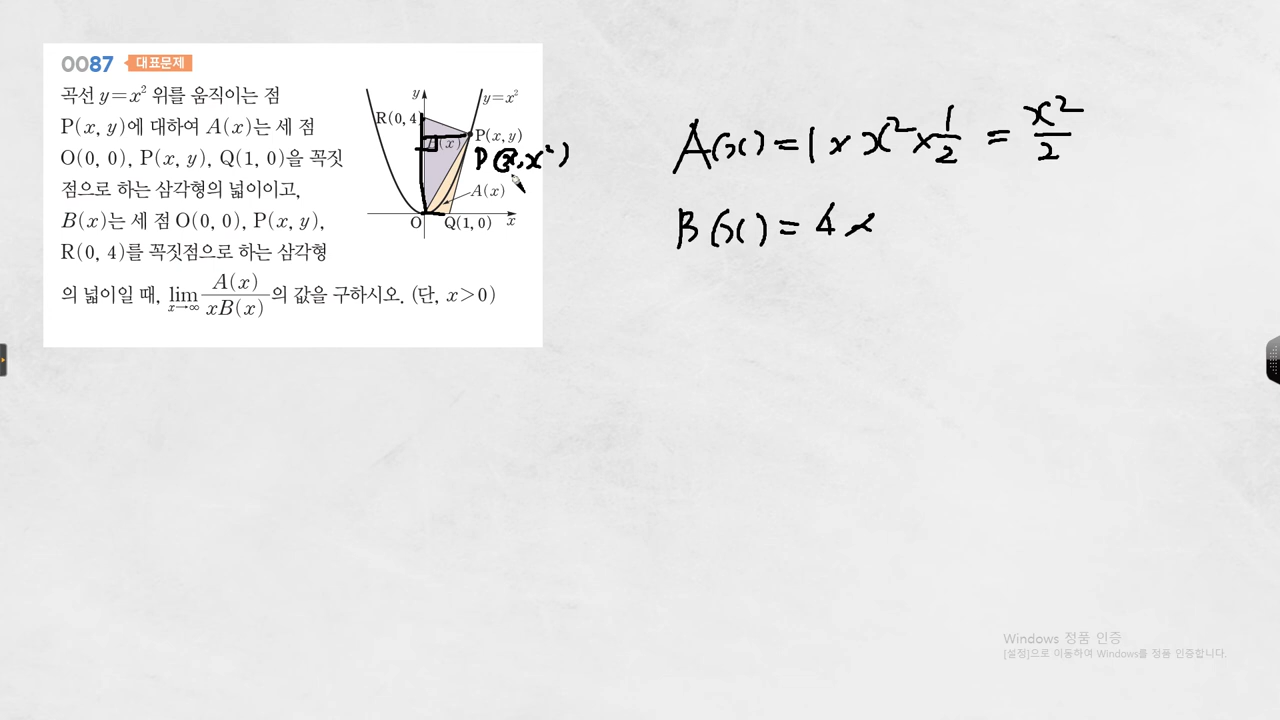 0087 대표문제
곡선 y=x² 위를 움직이는 점
P(x, y)에 대하여 A(x)는 세 점
O(0, 0), P(x, y), Q(1, 0)을 꼭짓
점으로 하는 삼각형의 넓이이고,
B(x)는 세 점 O(0, 0), P(x, y),
R(0, 4)를 꼭짓점으로 하는 삼각형
의 넓이일 때, lim x→∞ A(x)/xB(x) 의 값을 구하시오. (단, x>0)
y
y=x²
R(0, 4)
P(x, y)
(x)
P(x, x²)
A(x)
O
Q(1, 0)
x
A(x) = 1 × x² × 1/2 = x²/2
B(x) = 4 ×
Windows 정품 인증
[설정]으로 이동하여 Windows를 정품 인증합니다.